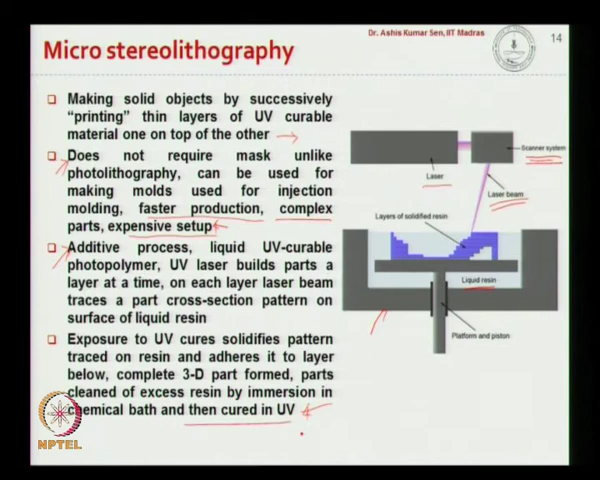 Dr. Ashis Kumar Sen, IIT Madras
14
Micro stereolithography
Making solid objects by successively
“printing” thin layers of UV curable
material one on top of the other
Does not require mask unlike
photolithography, can be used for
making molds used for injection
molding, faster production, complex
parts, expensive setup
Additive process, liquid UV-curable
photopolymer, UV laser builds parts a
layer at a time, on each layer laser beam
traces a part cross-section pattern on
surface of liquid resin
Exposure to UV cures solidifies pattern
traced on resin and adheres it to layer
below, complete 3-D part formed, parts
cleaned of excess resin by immersion in
chemical bath and then cured in UV
Scanner system
Laser
Laser beam
Layers of solidified resin
Liquid resin
Platform and piston
NPTEL